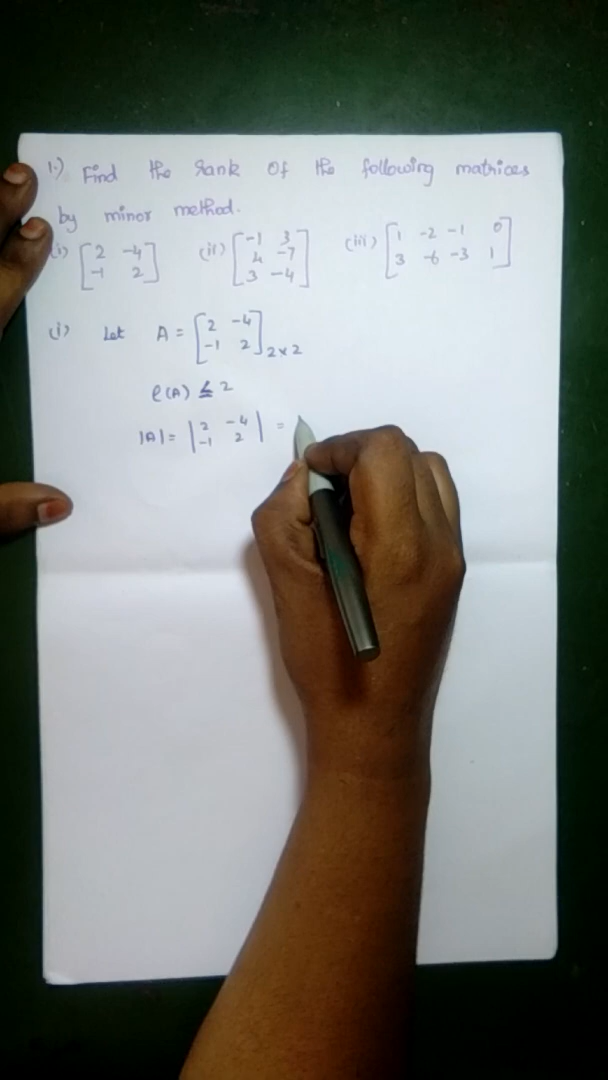 1.) Find the rank of the following matrices
by minor method.
(i) [2 -4; -1 2] (ii) [-1 3; 4 -7; 3 -4] (iii) [1 -2 -1 0; 3 -6 -3 1]
(i) Let A = [2 -4; -1 2] 2×2
ρ(A) ≤ 2
|A| = |2 -4; -1 2| =